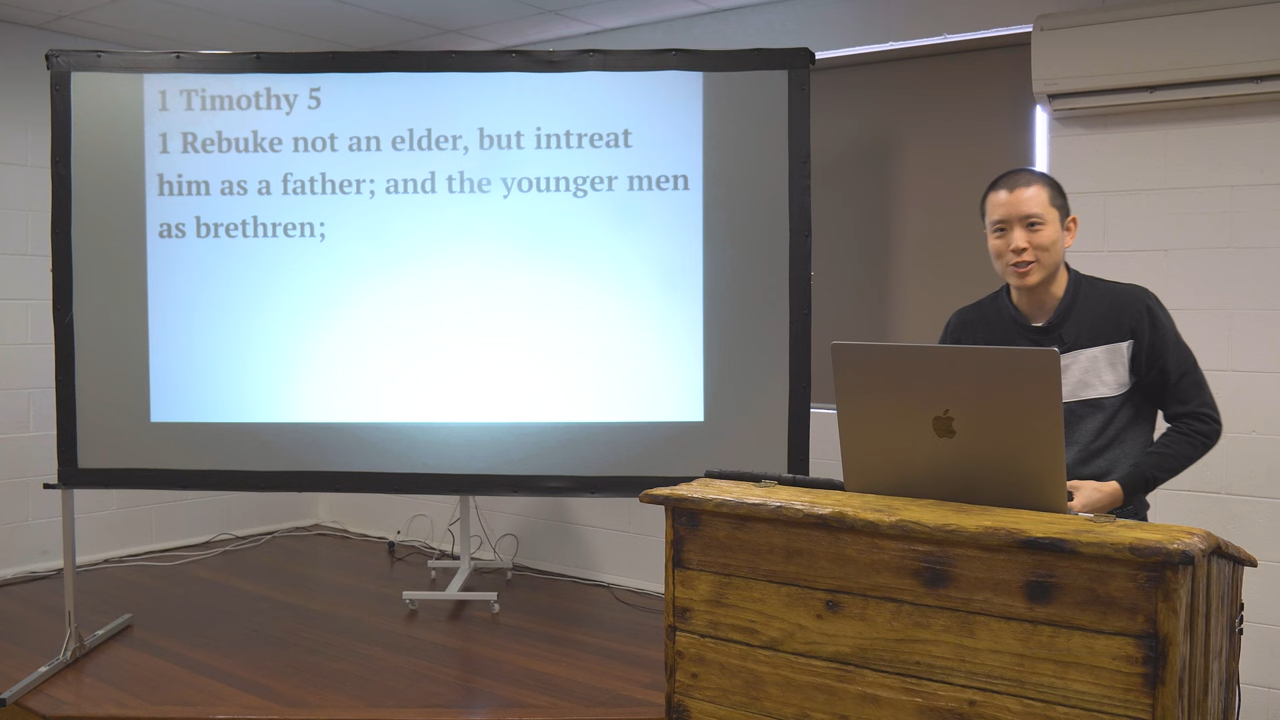 1 Timothy 5
1 Rebuke not an elder, but intreat
him as a father; and the younger men
as brethren;